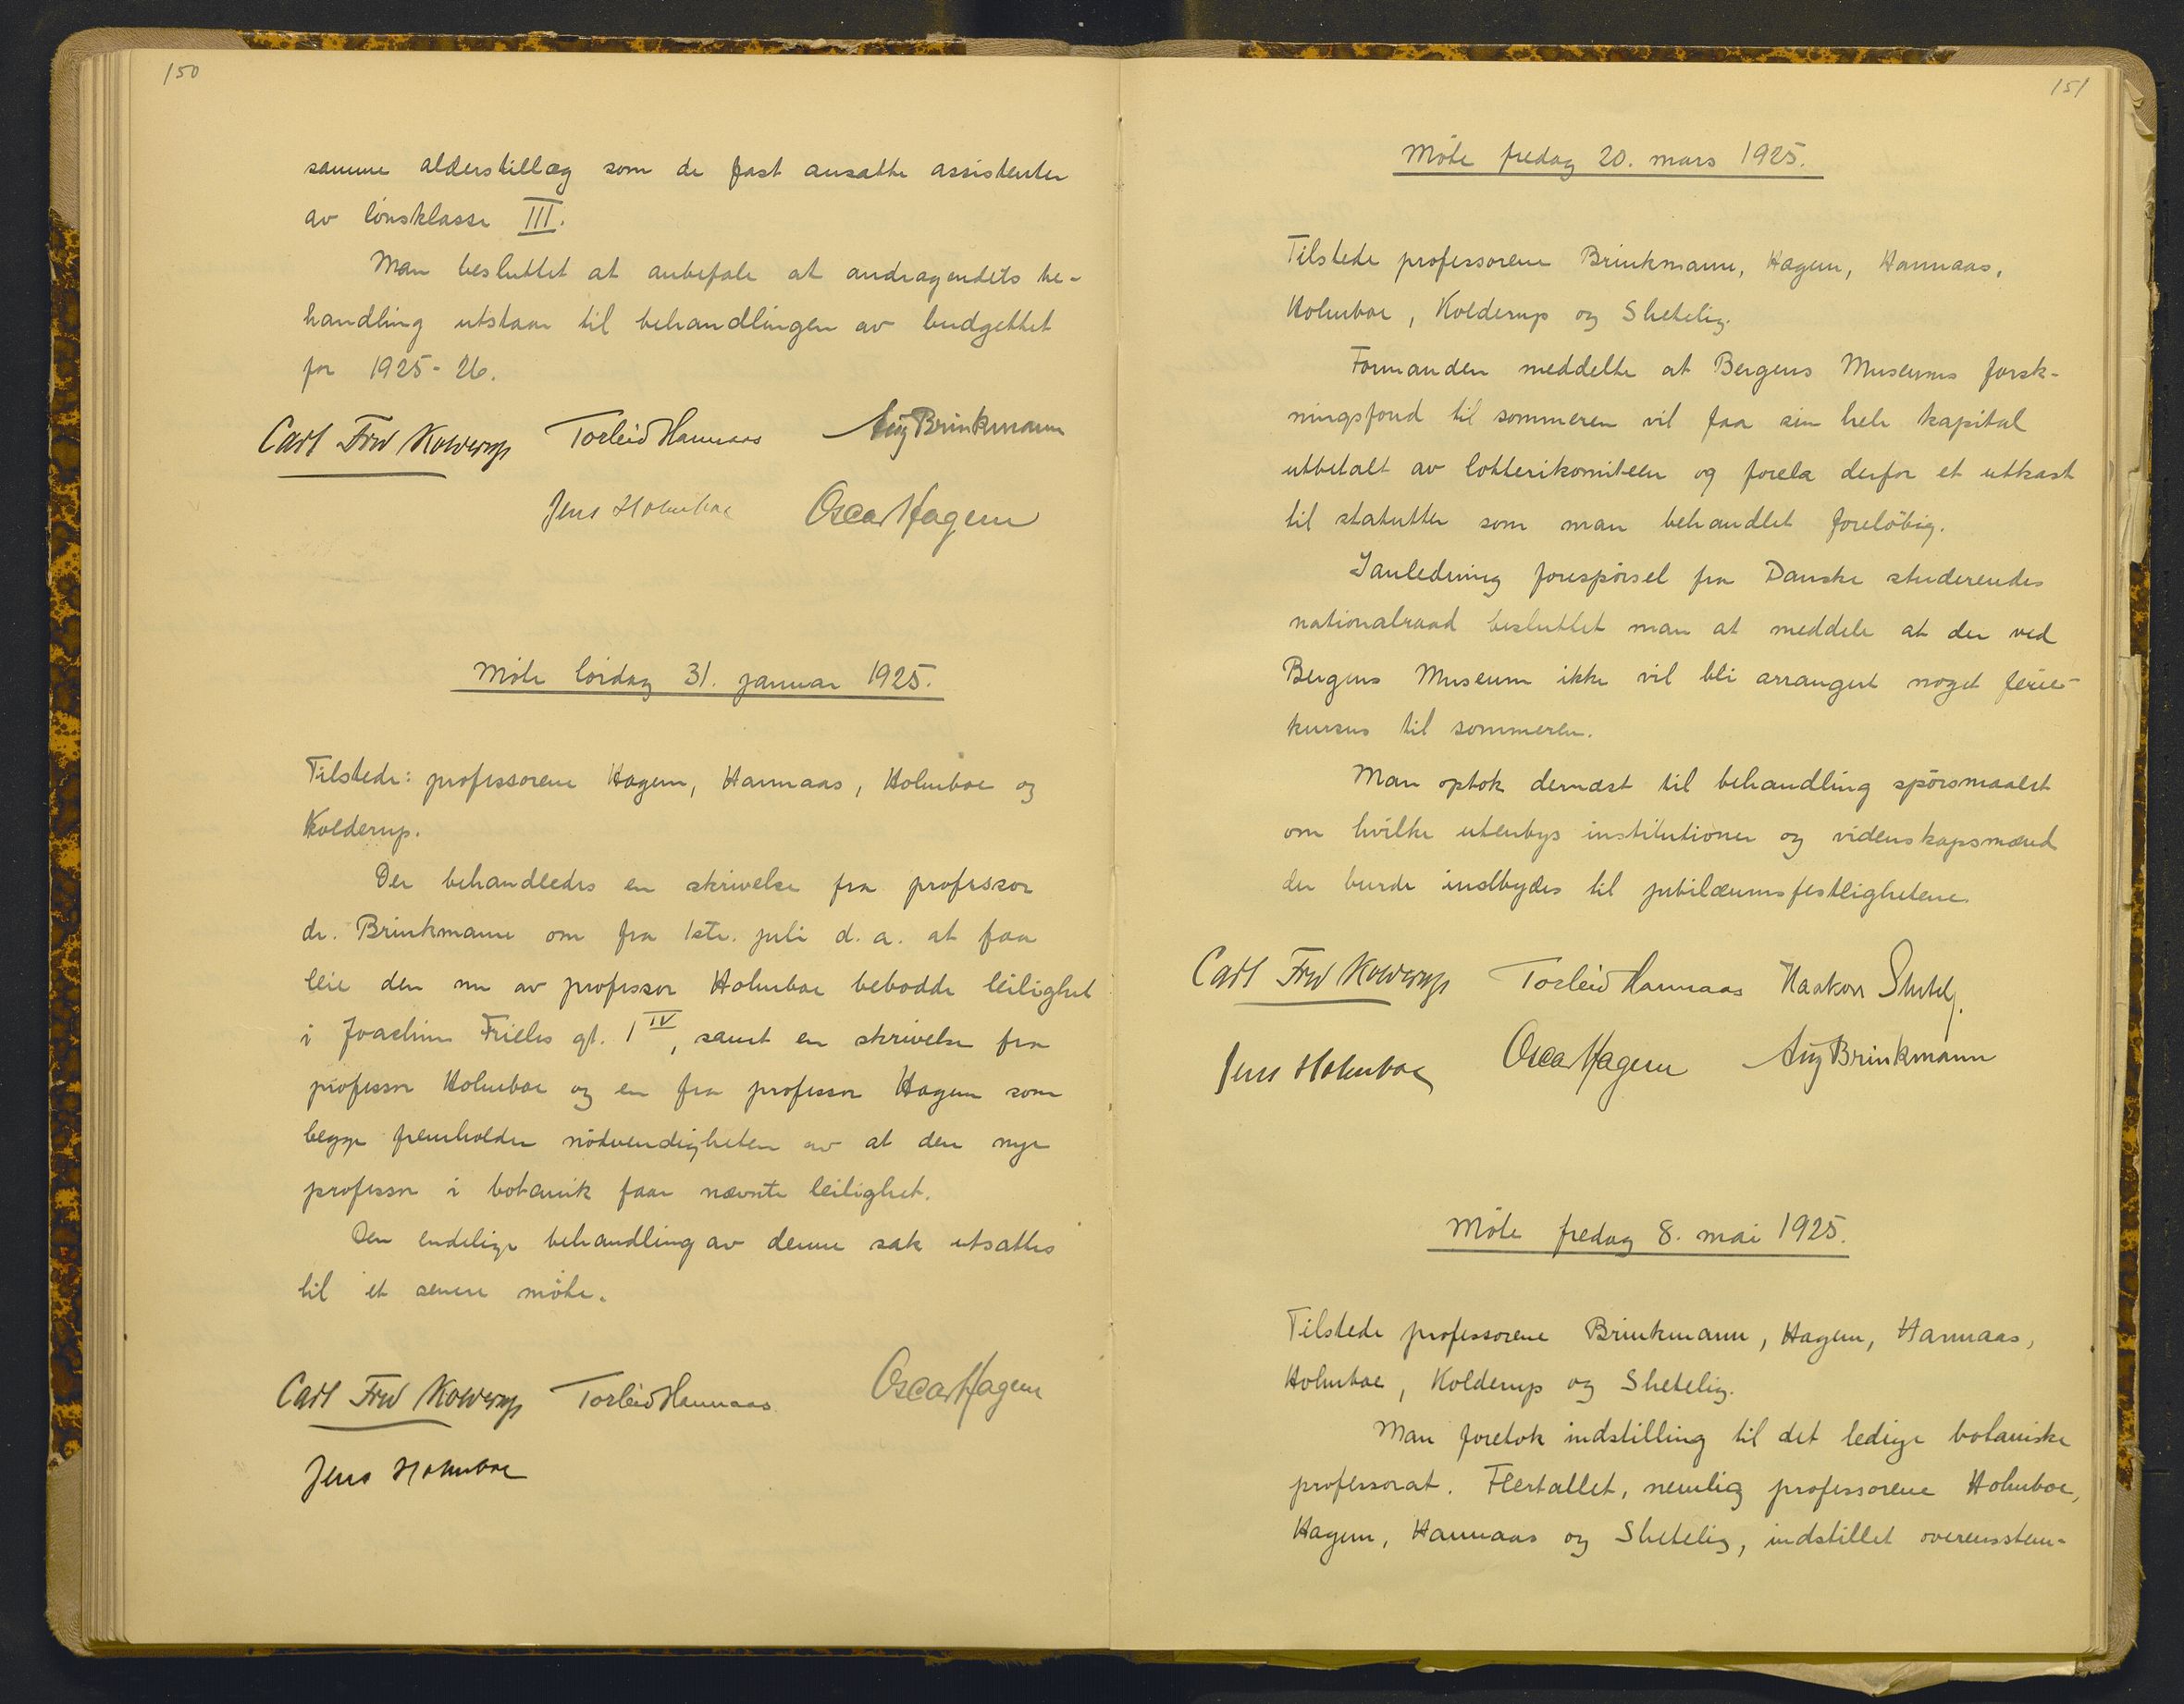 150
samme alderstillæg som de fast ansatte assistenter
av lönsklasse III.
Man besluttet at anbefale at andragendets be-
handling utstaar til behandlingen av budgettet
for 1925-26.
Carl Fred Kolderup Torleiv Hannaas Aug Brinkmann
Jens Holmboe Oscar Hagem
Möte lördag 31. januar 1925.
Tilstede: professorene Hagem, Hannaas, Holmboe og
Kolderup.
Der behandledes en skrivelse fra professor
dr. Brinkmann om fra 1ste. juli d. a. at faa
leie den nu av professor Holmboe bebodde leilighet
i Joachim Frieles gt. 1 IV, samt en skrivelse fra
professor Holmboe og en fra professor Hagem som
begge fremholder nödvendigheten av at den nye
professor i botanik faar nævnte leilighet.
Den endelige behandling av denne sak utsattes
til et senere möte.
Carl Fred Kolderup Torleiv Hannaas Oscar Hagem
Jens Holmboe
151
Möte fredag 20. mars 1925.
Tilstede professorene Brinkmann, Hagem, Hannaas,
Holmboe, Kolderup og Shetelig.
Formanden meddelte at Bergens Museums forsk-
ningsfond til sommeren vil faa sin hele kapital
utbetalt av lotterikomiteen og forela derfor et utkast
til statutter som man behandlet foreløbig.
I anledning forespörsel fra Danske studerendes
nationalraad besluttet man at meddele at der ved
Bergens Museum ikke vil bli arrangert noget ferie-
kursus til sommeren.
Man optok dernæst til behandling spörsmaalet
om hvilke utenbys institutioner og videnskapsmænd
der burde indbydes til jubilæumsfestlighetene.
Carl Fred Kolderup Torleiv Hannaas Haakon Shetelig.
Jens Holmboe Oscar Hagem Aug Brinkmann
Möte fredag 8. mai 1925.
Tilstede professorene Brinkmann, Hagem, Hannaas,
Holmboe, Kolderup og Shetelig.
Man foretok indstilling til det ledige botaniske
professorat. Flertallet, nemlig professorene Holmboe,
Hagem, Hannaas og Shetelig, indstillet overensstem-